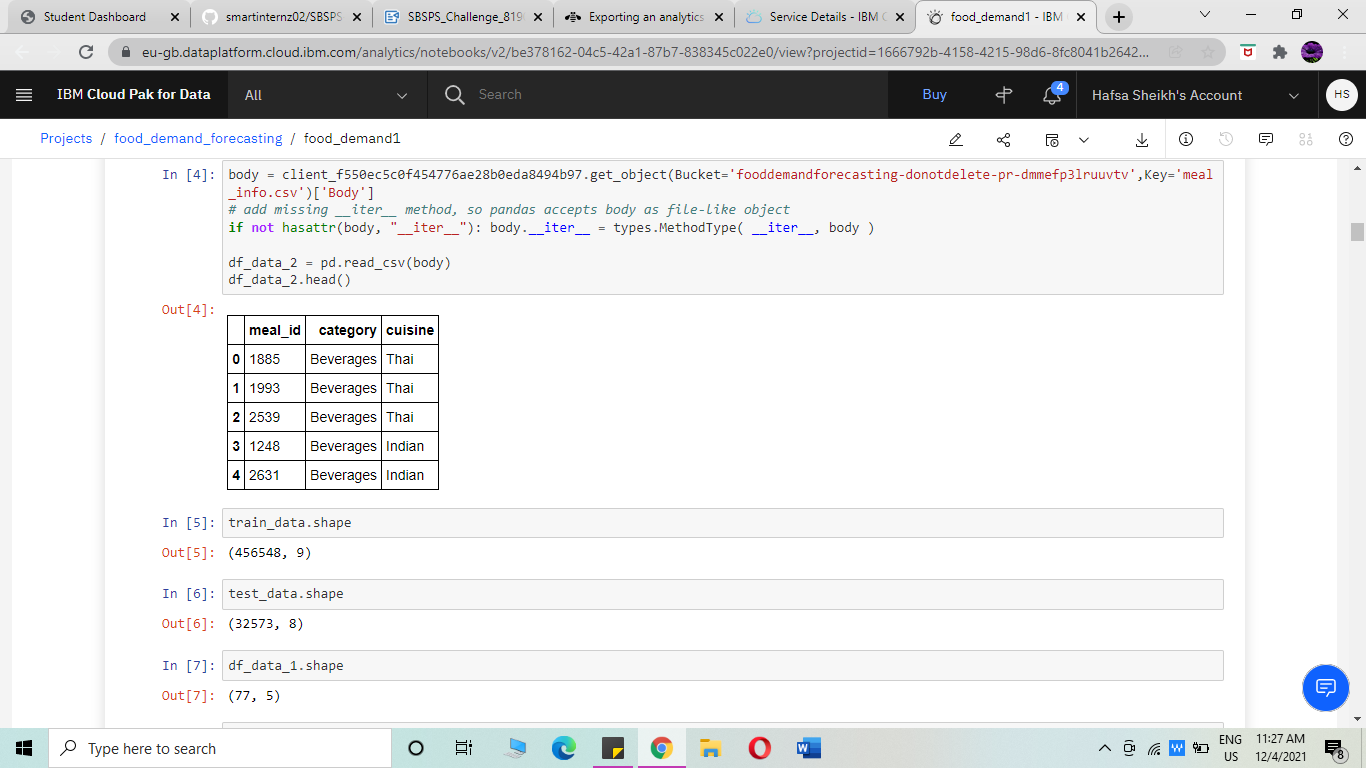 Student Dashboard
smartinternz02/SBSPS
SBSPS_Challenge_819
Exporting an analytics
Service Details - IBM C
food_demand1 - IBM
eu-gb.dataplatform.cloud.ibm.com/analytics/notebooks/v2/be378162-04c5-42a1-87b7-838345c022e0/view?projectid=1666792b-4158-4215-98d6-8fc8041b2642...
IBM Cloud Pak for Data
All
Search
Buy
4
Hafsa Sheikh's Account
HS
Projects / food_demand_forecasting / food_demand1
In [4]: body = client_f550ec5c0f454776ae28b0eda8494b97.get_object(Bucket='fooddemandforecasting-donotdelete-pr-dmmefp3lruuvtv',Key='meal
_info.csv')['Body']
# add missing __iter__ method, so pandas accepts body as file-like object
if not hasattr(body, "__iter__"): body.__iter__ = types.MethodType( __iter__, body )
df_data_2 = pd.read_csv(body)
df_data_2.head()
Out[4]:
meal_id category cuisine
0 1885 Beverages Thai
1 1993 Beverages Thai
2 2539 Beverages Thai
3 1248 Beverages Indian
4 2631 Beverages Indian
In [5]: train_data.shape
Out[5]: (456548, 9)
In [6]: test_data.shape
Out[6]: (32573, 8)
In [7]: df_data_1.shape
Out[7]: (77, 5)
Type here to search
ENG
US
11:27 AM
12/4/2021
8